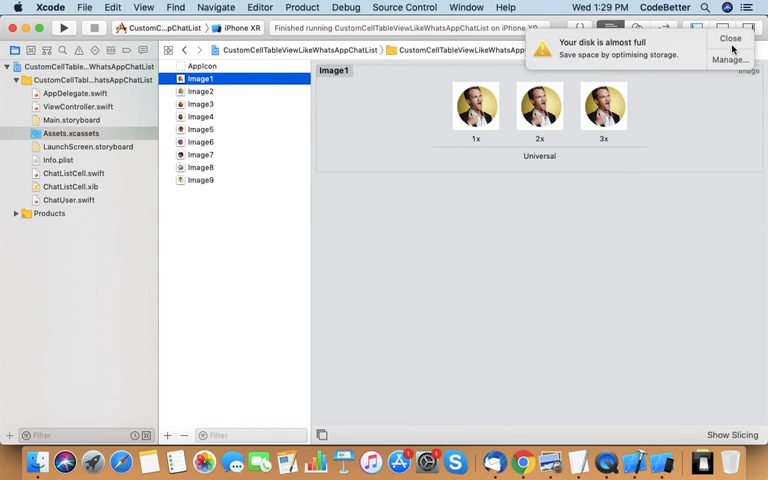 Xcode File Edit View Find Navigate Editor Product Debug Source Control Window Help Wed 1:29 PM CodeBetter
CustomC...pChatList 〉 iPhone XR Finished running CustomCellTableViewLikeWhatsAppChatList on iPhone XR
Your disk is almost full
Save space by optimising storage.
Close
Manage...
CustomCellTableViewLikeWhatsAppChatList 〉 CustomCellTableViewLikeWhatsApp
CustomCellTable...WhatsAppChatList
CustomCellTabl...hatsAppChatList
AppDelegate.swift
ViewController.swift
Main.storyboard
Assets.xcassets
LaunchScreen.storyboard
Info.plist
ChatListCell.swift
ChatListCell.xib
ChatUser.swift
Products
AppIcon
Image1
Image2
Image3
Image4
Image5
Image6
Image7
Image8
Image9
Image1
Image
1x 2x 3x
Universal
Filter
Filter
Show Slicing